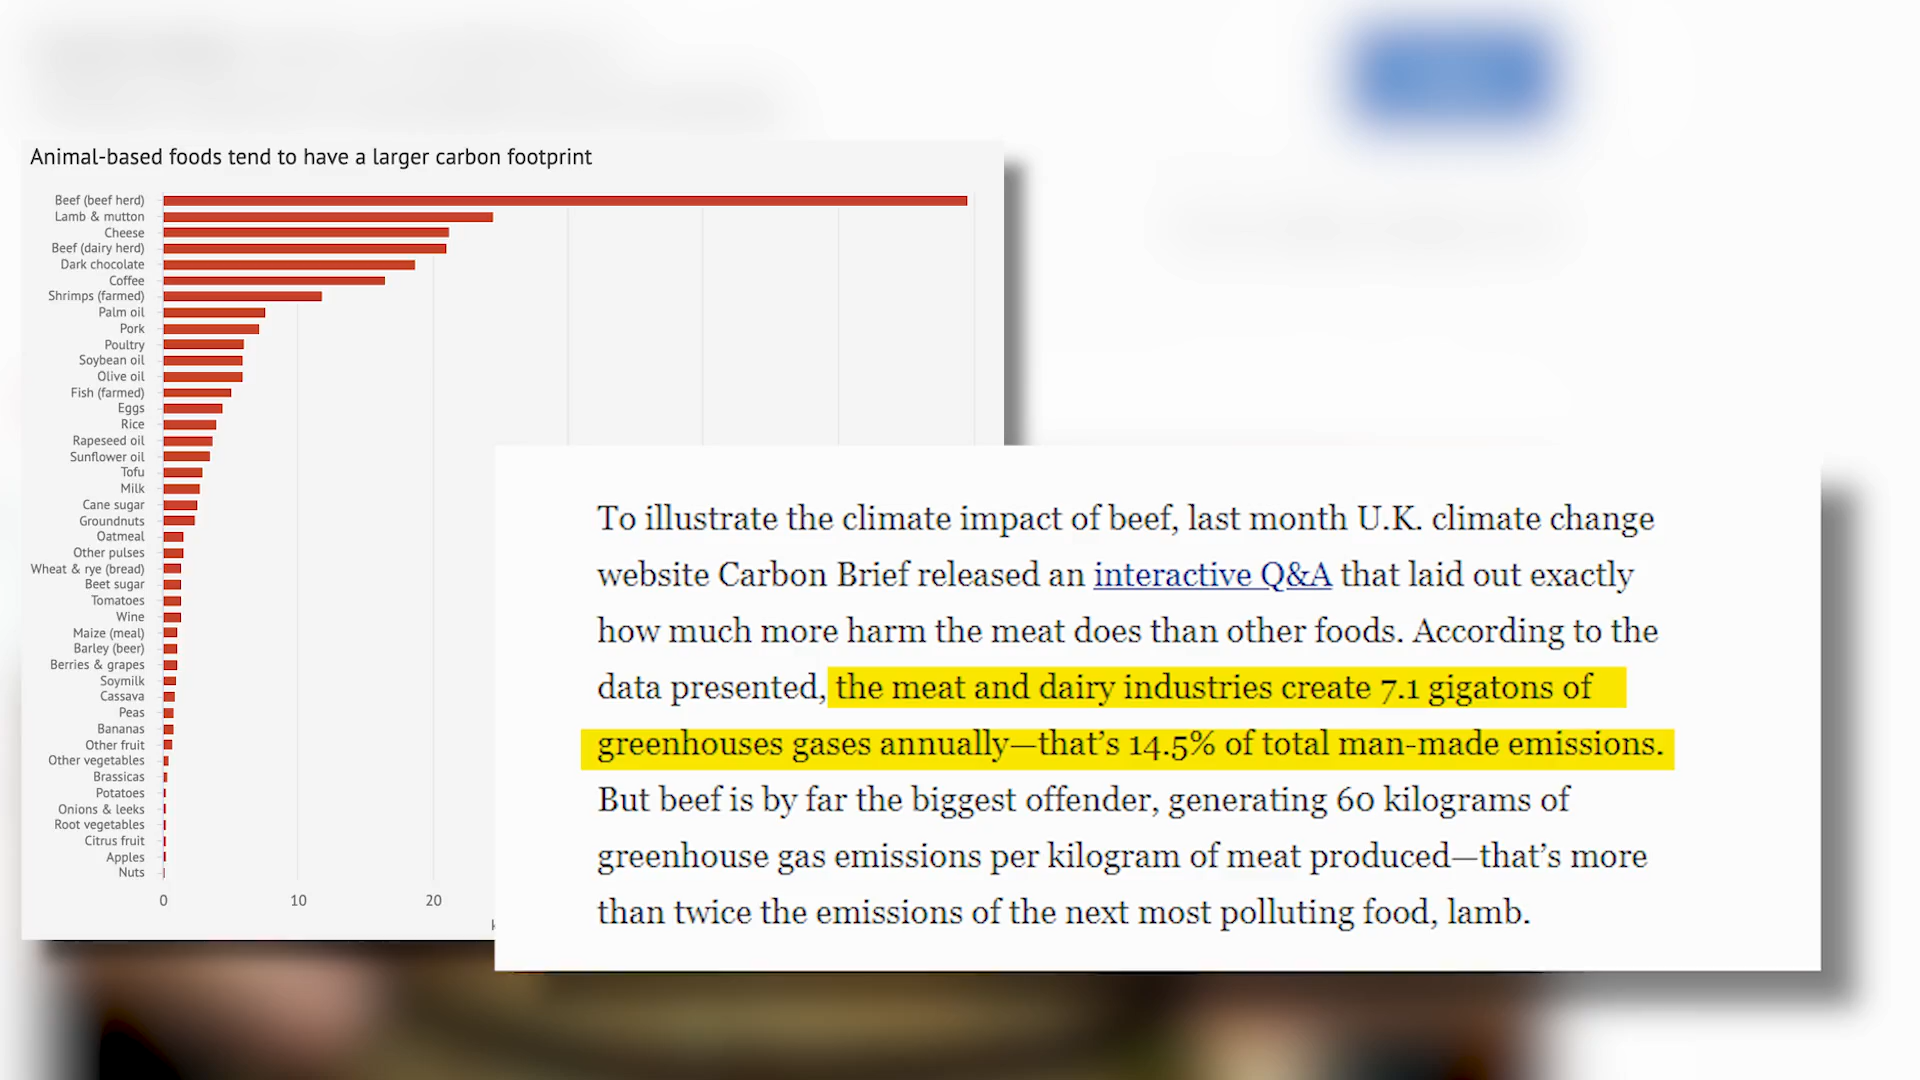 Animal-based foods tend to have a larger carbon footprint
Beef (beef herd)
Lamb & mutton
Cheese
Beef (dairy herd)
Dark chocolate
Coffee
Shrimps (farmed)
Palm oil
Pork
Poultry
Soybean oil
Olive oil
Fish (farmed)
Eggs
Rice
Rapeseed oil
Sunflower oil
Tofu
Milk
Cane sugar
Groundnuts
Oatmeal
Other pulses
Wheat & rye (bread)
Beet sugar
Tomatoes
Wine
Maize (meal)
Barley (beer)
Berries & grapes
Soymilk
Cassava
Peas
Bananas
Other fruit
Other vegetables
Brassicas
Potatoes
Onions & leeks
Root vegetables
Citrus fruit
Apples
Nuts
0 10 20
To illustrate the climate impact of beef, last month U.K. climate change
website Carbon Brief released an interactive Q&A that laid out exactly
how much more harm the meat does than other foods. According to the
data presented, the meat and dairy industries create 7.1 gigatons of
greenhouses gases annually—that's 14.5% of total man-made emissions.
But beef is by far the biggest offender, generating 60 kilograms of
greenhouse gas emissions per kilogram of meat produced—that's more
than twice the emissions of the next most polluting food, lamb.